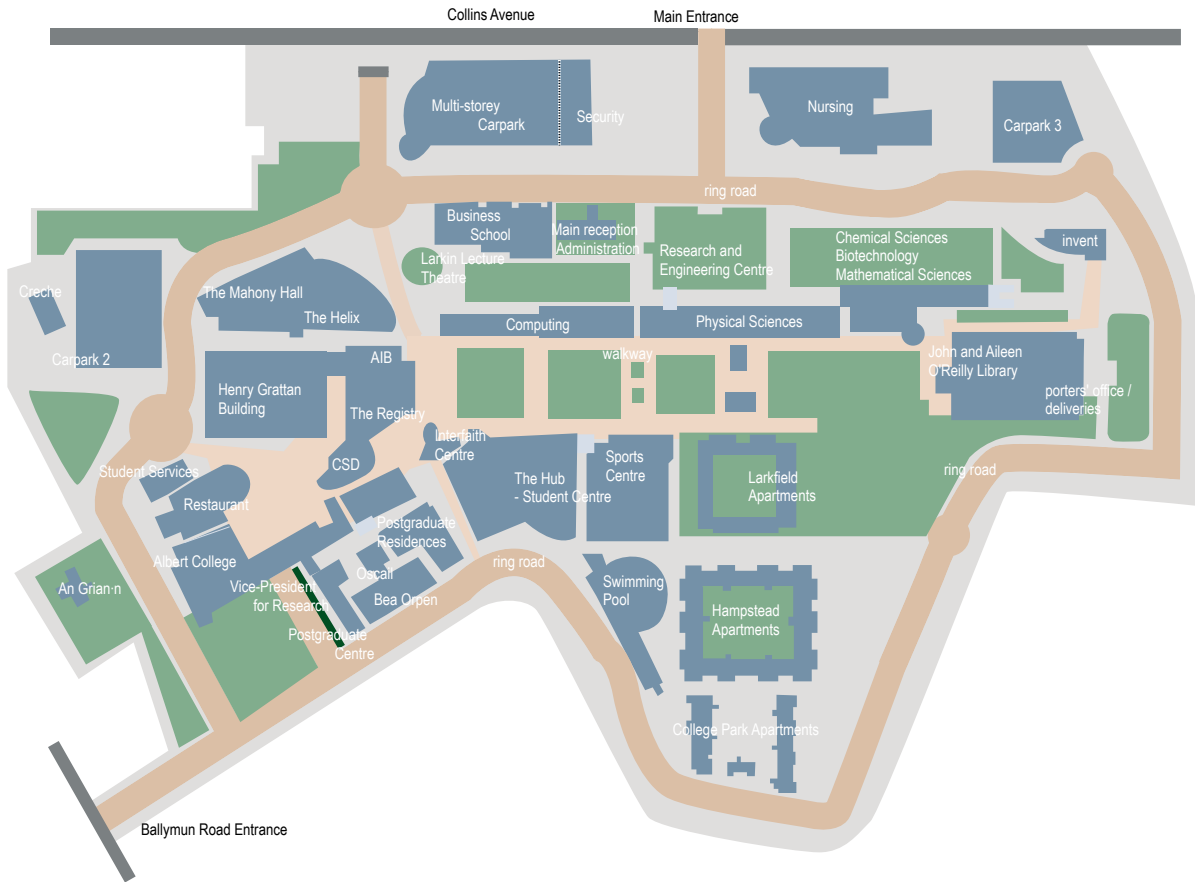 Collins Avenue
Main Entrance
Multi-storey
Carpark
Security
Nursing
Carpark 3
ring road
Business
School
Main reception
Administration
Larkin Lecture
Theatre
Research and
Engineering Centre
Chemical Sciences
Biotechnology
Mathematical Sciences
invent
Creche
The Mahony Hall
The Helix
Carpark 2
Computing
Physical Sciences
AIB
walkway
John and Aileen
O'Reilly Library
Henry Grattan
Building
The Registry
porters' office /
deliveries
Interfaith
Centre
CSD
Student Services
Restaurant
The Hub
- Student Centre
Sports
Centre
Larkfield
Apartments
ring road
Postgraduate
Residences
Albert College
Oscail
ring road
An Grian·n
Vice-President
for Research
Bea Orpen
Swimming
Pool
Hampstead
Apartments
Postgraduate
Centre
College Park Apartments
Ballymun Road Entrance